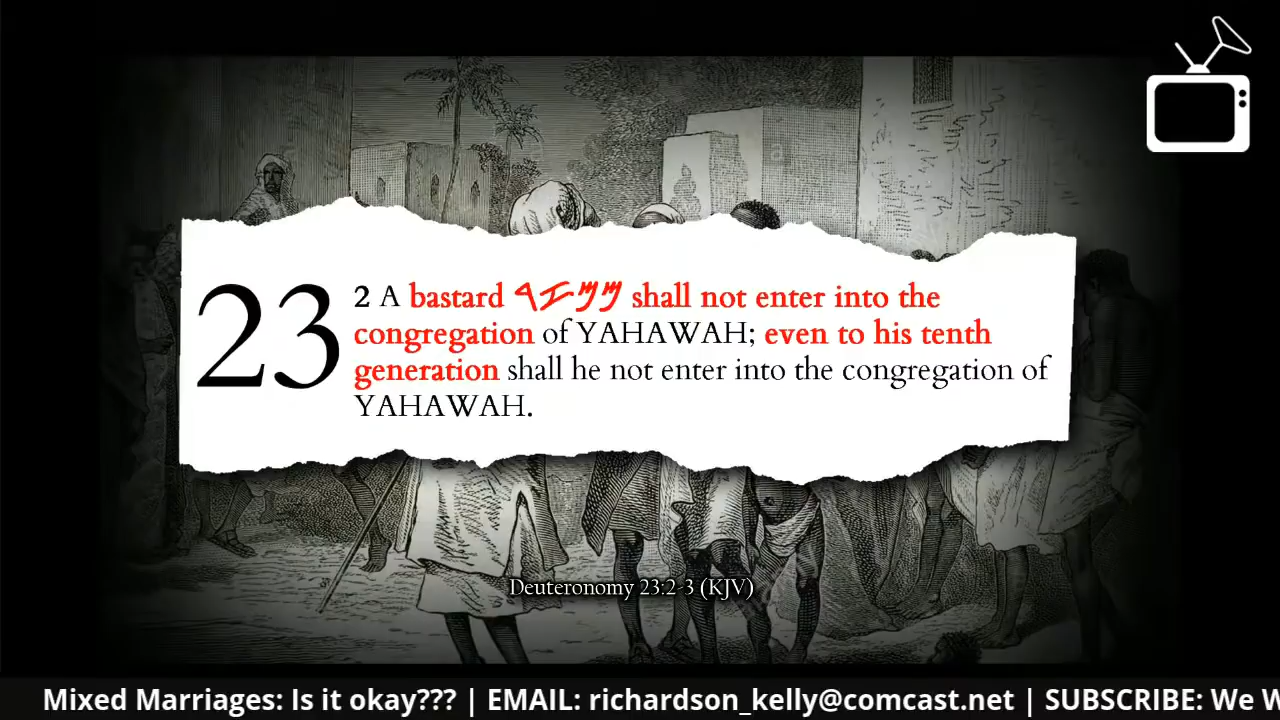 23
2 A bastard 𐤌𐤌𐤆𐤓 shall not enter into the
congregation of YAHAWAH; even to his tenth
generation shall he not enter into the congregation of
YAHAWAH.
Deuteronomy 23:2-3 (KJV)
Mixed Marriages: Is it okay??? | EMAIL: richardson_kelly@comcast.net | SUBSCRIBE: We W